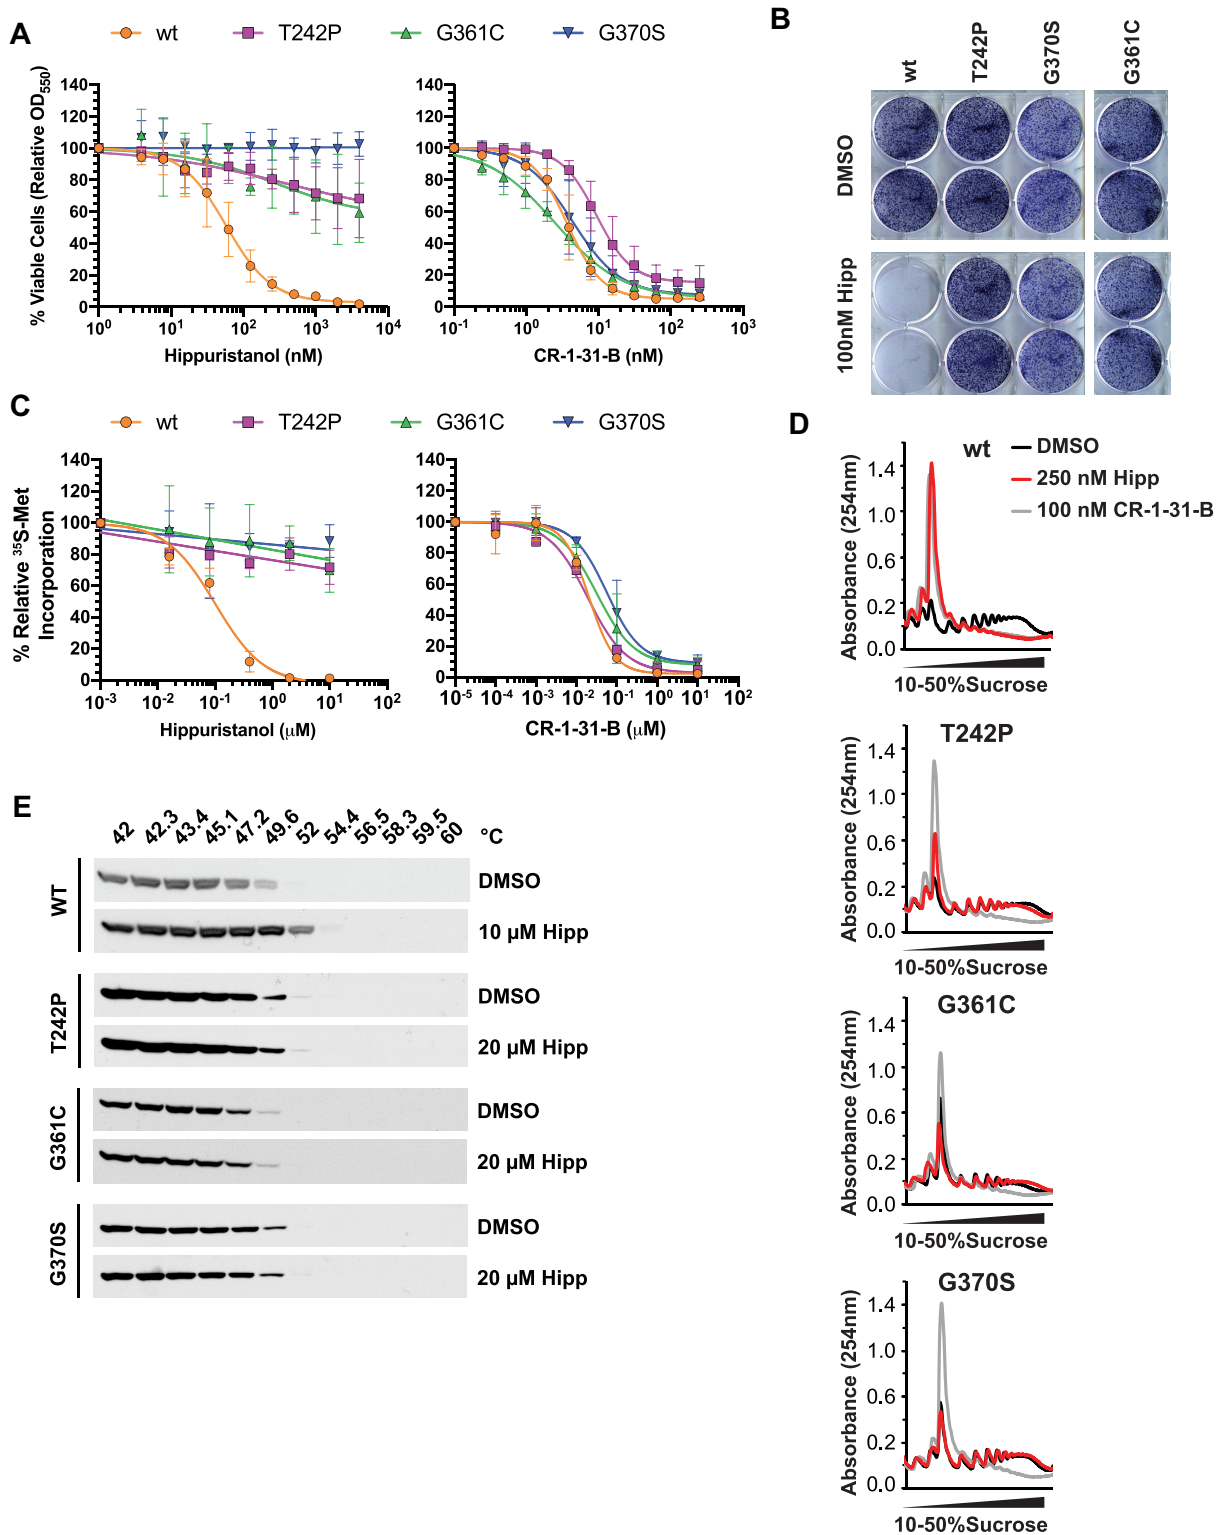 A
wt T242P G361C G370S
% Viable Cells (Relative OD550)
140
120
100
80
60
40
20
0
10^0 10^1 10^2 10^3 10^4
Hippuristanol (nM)
140
120
100
80
60
40
20
0
10^-1 10^0 10^1 10^2 10^3
CR-1-31-B (nM)
B
wt T242P G370S G361C
DMSO
100nM Hipp
C
wt T242P G361C G370S
% Relative 35S-Met
Incorporation
140
120
100
80
60
40
20
0
10^-3 10^-2 10^-1 10^0 10^1 10^2
Hippuristanol (μM)
140
120
100
80
60
40
20
0
10^-5 10^-4 10^-3 10^-2 10^-1 10^0 10^1 10^2
CR-1-31-B (μM)
D
wt
DMSO
250 nM Hipp
100 nM CR-1-31-B
Absorbance (254nm)
1.4
1.0
0.6
0.2
0.0
10-50%Sucrose
T242P
Absorbance (254nm)
1.4
1.0
0.6
0.2
0.0
10-50%Sucrose
G361C
Absorbance (254nm)
1.4
1.0
0.6
0.2
0.0
10-50%Sucrose
G370S
Absorbance (254nm)
1.4
1.0
0.6
0.2
0.0
10-50%Sucrose
E
42 42.3 43.4 45.1 47.2 49.6 52 54.4 56.5 58.3 59.5 60 °C
WT
DMSO
10 μM Hipp
T242P
DMSO
20 μM Hipp
G361C
DMSO
20 μM Hipp
G370S
DMSO
20 μM Hipp